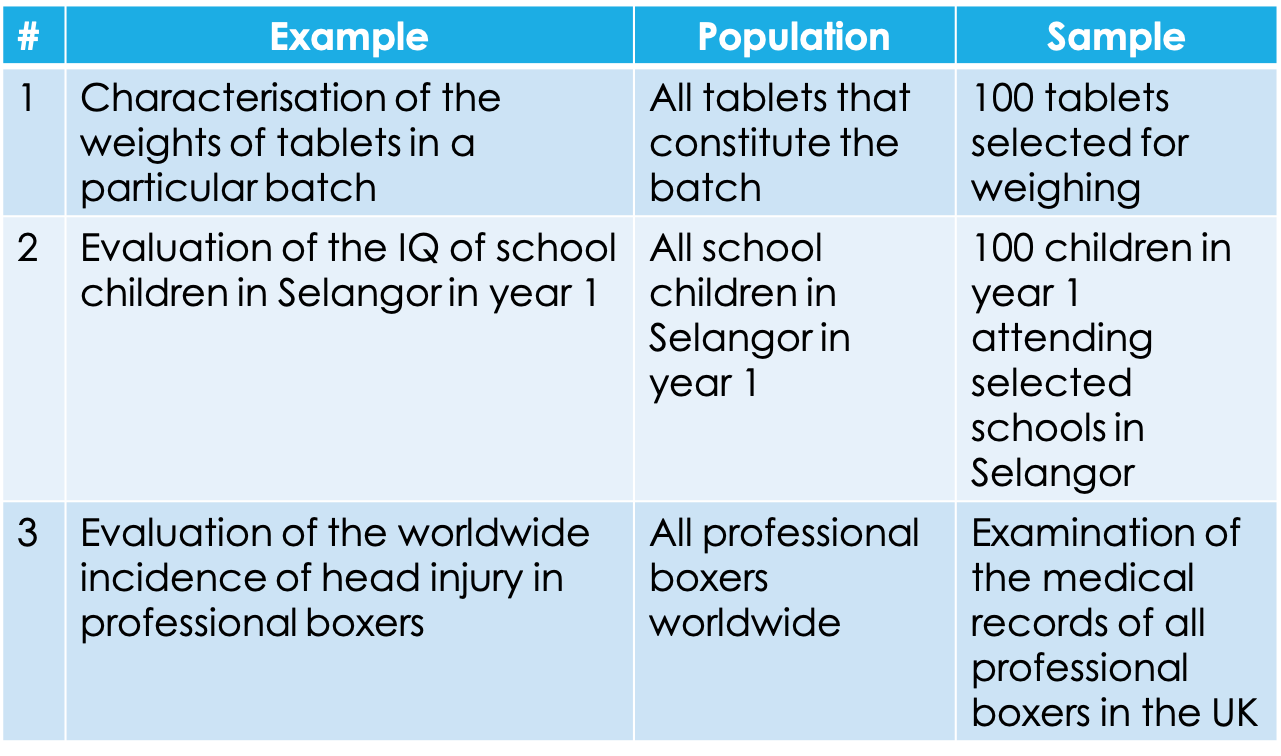 # Example Population Sample
1 Characterisation of the All tablets that 100 tablets
weights of tablets in a constitute the selected for
particular batch batch weighing
2 Evaluation of the IQ of school All school 100 children in
children in Selangor in year 1 children in year 1
Selangor in attending
year 1 selected
schools in
Selangor
3 Evaluation of the worldwide All professional Examination of
incidence of head injury in boxers the medical
professional boxers worldwide records of all
professional
boxers in the UK